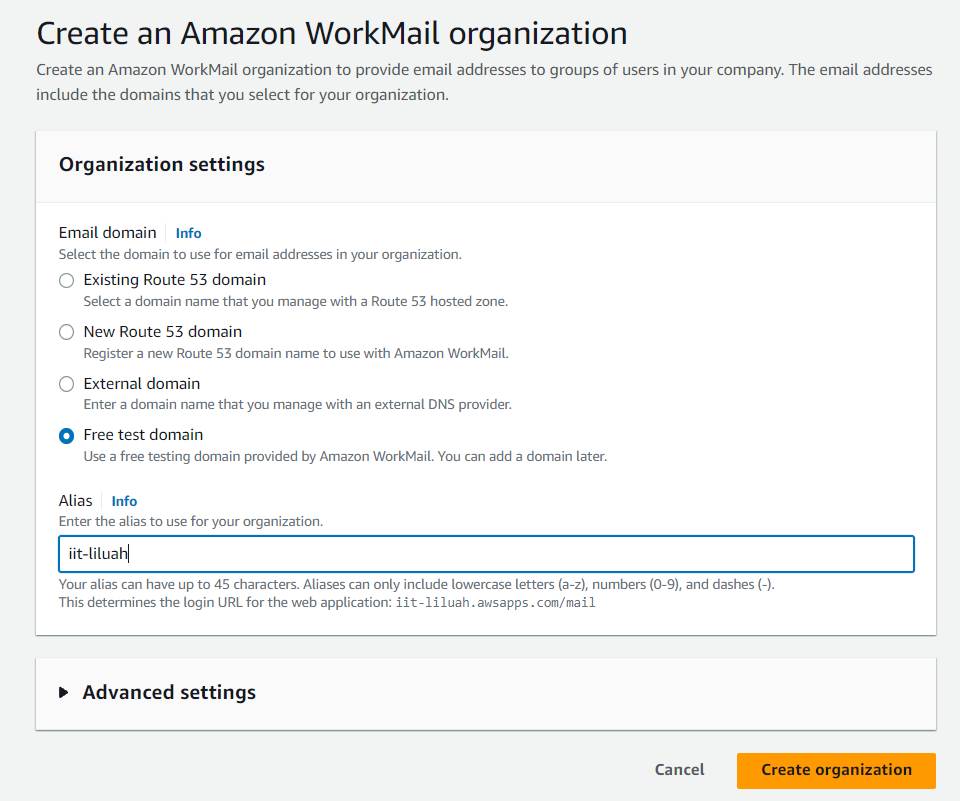 Create an Amazon WorkMail organization
Create an Amazon WorkMail organization to provide email addresses to groups of users in your company. The email addresses
include the domains that you select for your organization.
Organization settings
Email domain Info
Select the domain to use for email addresses in your organization.
Existing Route 53 domain
Select a domain name that you manage with a Route 53 hosted zone.
New Route 53 domain
Register a new Route 53 domain name to use with Amazon WorkMail.
External domain
Enter a domain name that you manage with an external DNS provider.
Free test domain
Use a free testing domain provided by Amazon WorkMail. You can add a domain later.
Alias Info
Enter the alias to use for your organization.
iit-liluah
Your alias can have up to 45 characters. Aliases can only include lowercase letters (a-z), numbers (0-9), and dashes (-).
This determines the login URL for the web application: iit-liluah.awsapps.com/mail
Advanced settings
Cancel Create organization